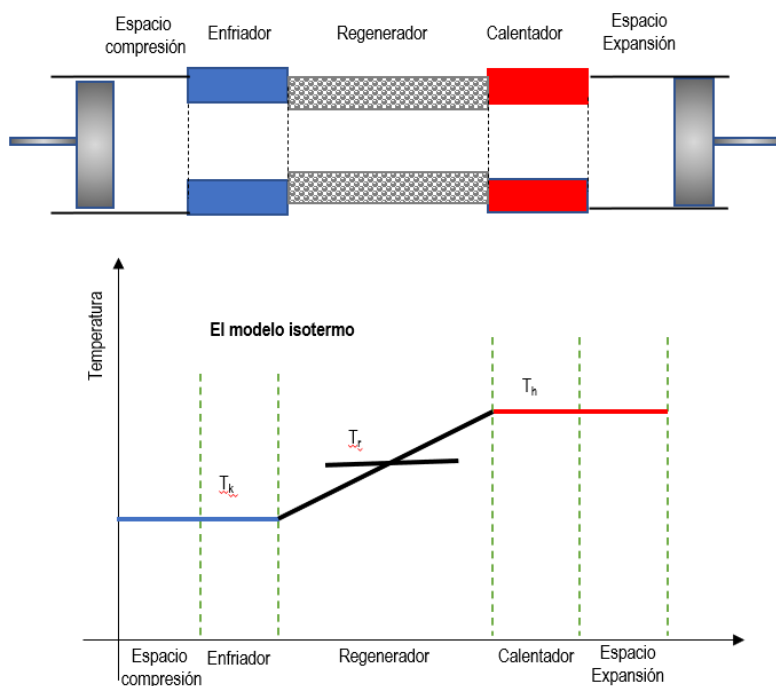 Espacio
compresión
Enfriador
Regenerador
Calentador
Espacio
Expansión
Temperatura
El modelo isotermo
Tk
Tr
Th
Espacio
compresión
Enfriador
Regenerador
Calentador
Espacio
Expansión